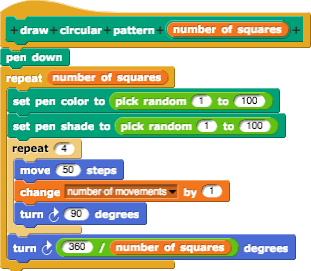 + draw + circular + pattern + number of squares +
pen down
repeat number of squares
set pen color to pick random 1 to 100
set pen shade to pick random 1 to 100
repeat 4
move 50 steps
change number of movements by 1
turn 90 degrees
turn 360 / number of squares degrees